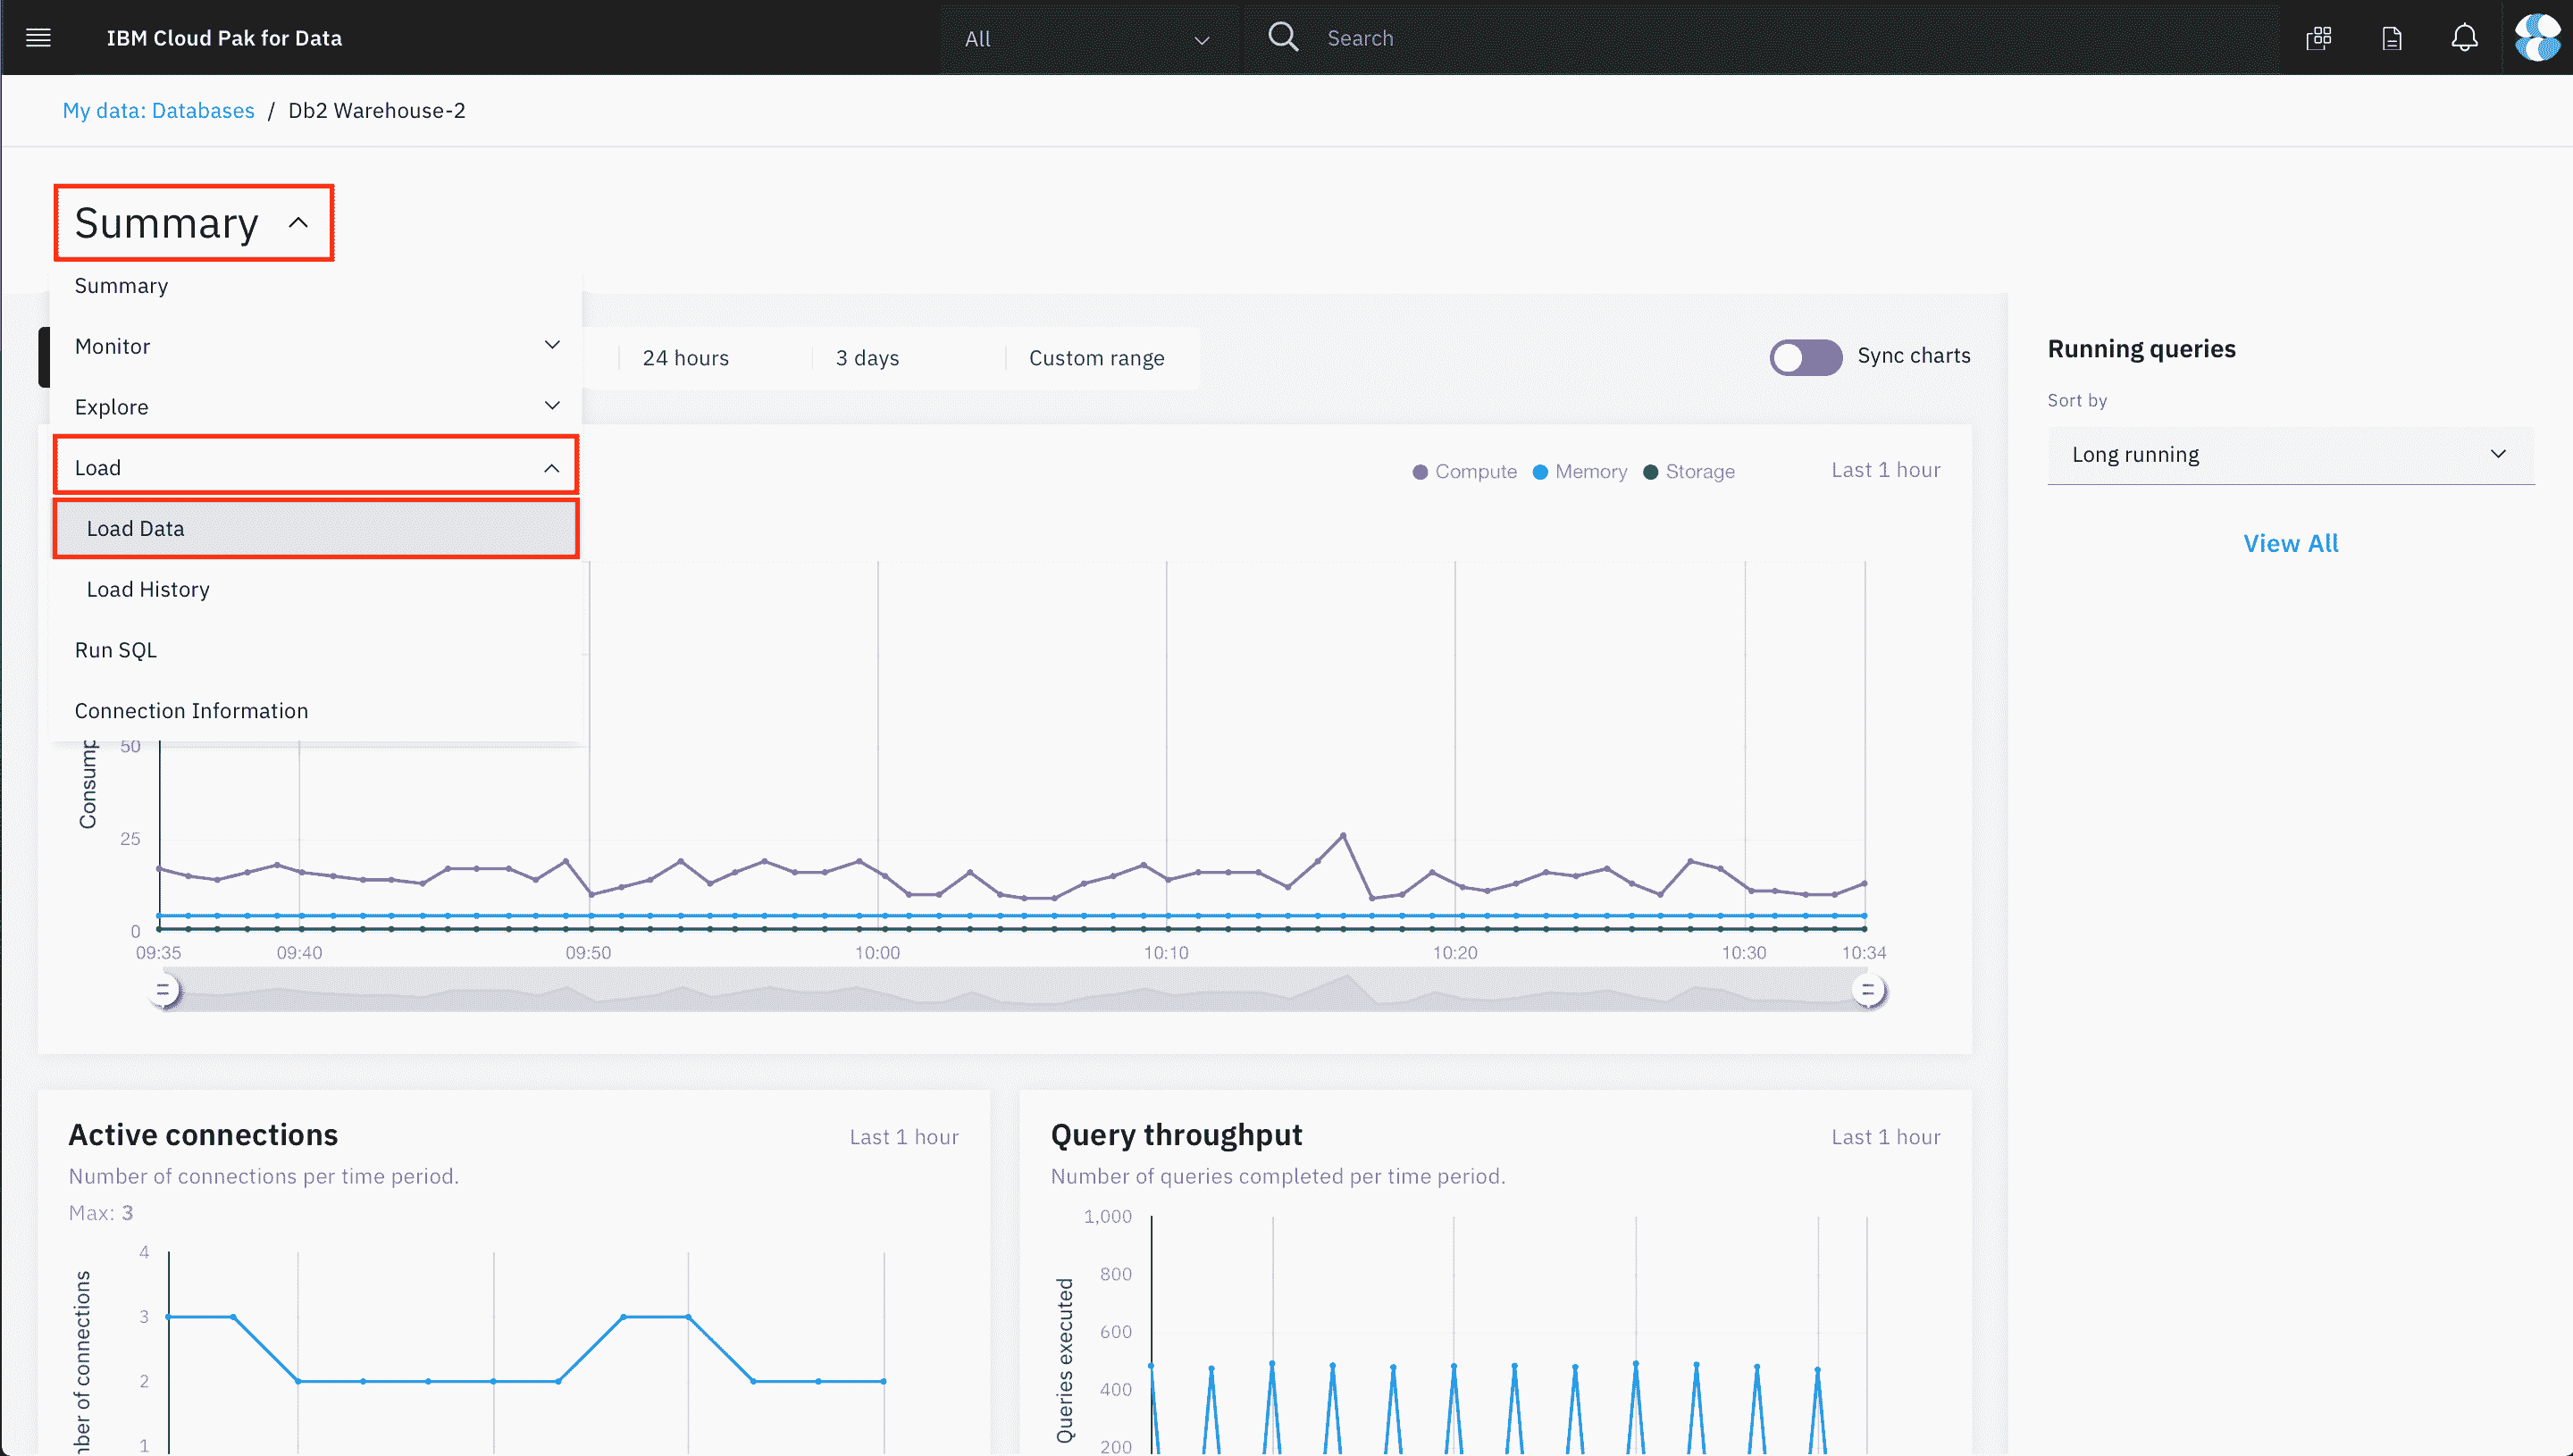 IBM Cloud Pak for Data
All
Search
My data: Databases / Db2 Warehouse-2
Summary
Summary
Monitor
Explore
Load
Load Data
Load History
Run SQL
Connection Information
24 hours
3 days
Custom range
Sync charts
Compute
Memory
Storage
Last 1 hour
50
25
0
09:35
09:40
09:50
10:00
10:10
10:20
10:30
10:34
Running queries
Sort by
Long running
View All
Active connections
Last 1 hour
Number of connections per time period.
Max: 3
of connections
4
3
2
1
Query throughput
Last 1 hour
Number of queries completed per time period.
Queries executed
1,000
800
600
400
200